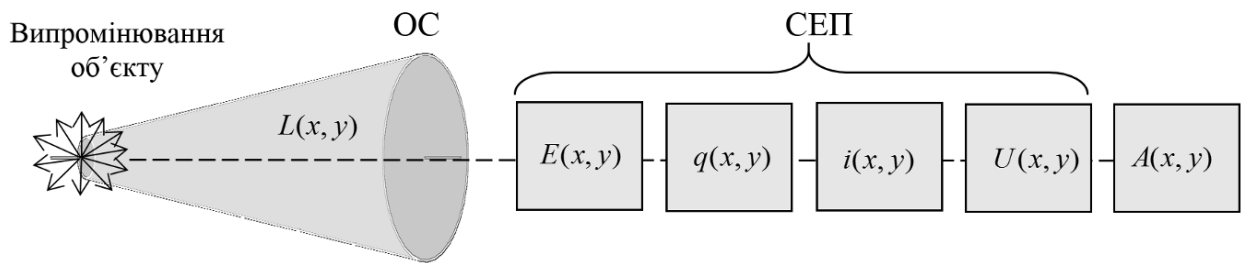 Випромінювання
об’єкту
ОС
СЕП
L(x, y)
E(x, y)
q(x, y)
i(x, y)
U(x, y)
A(x, y)